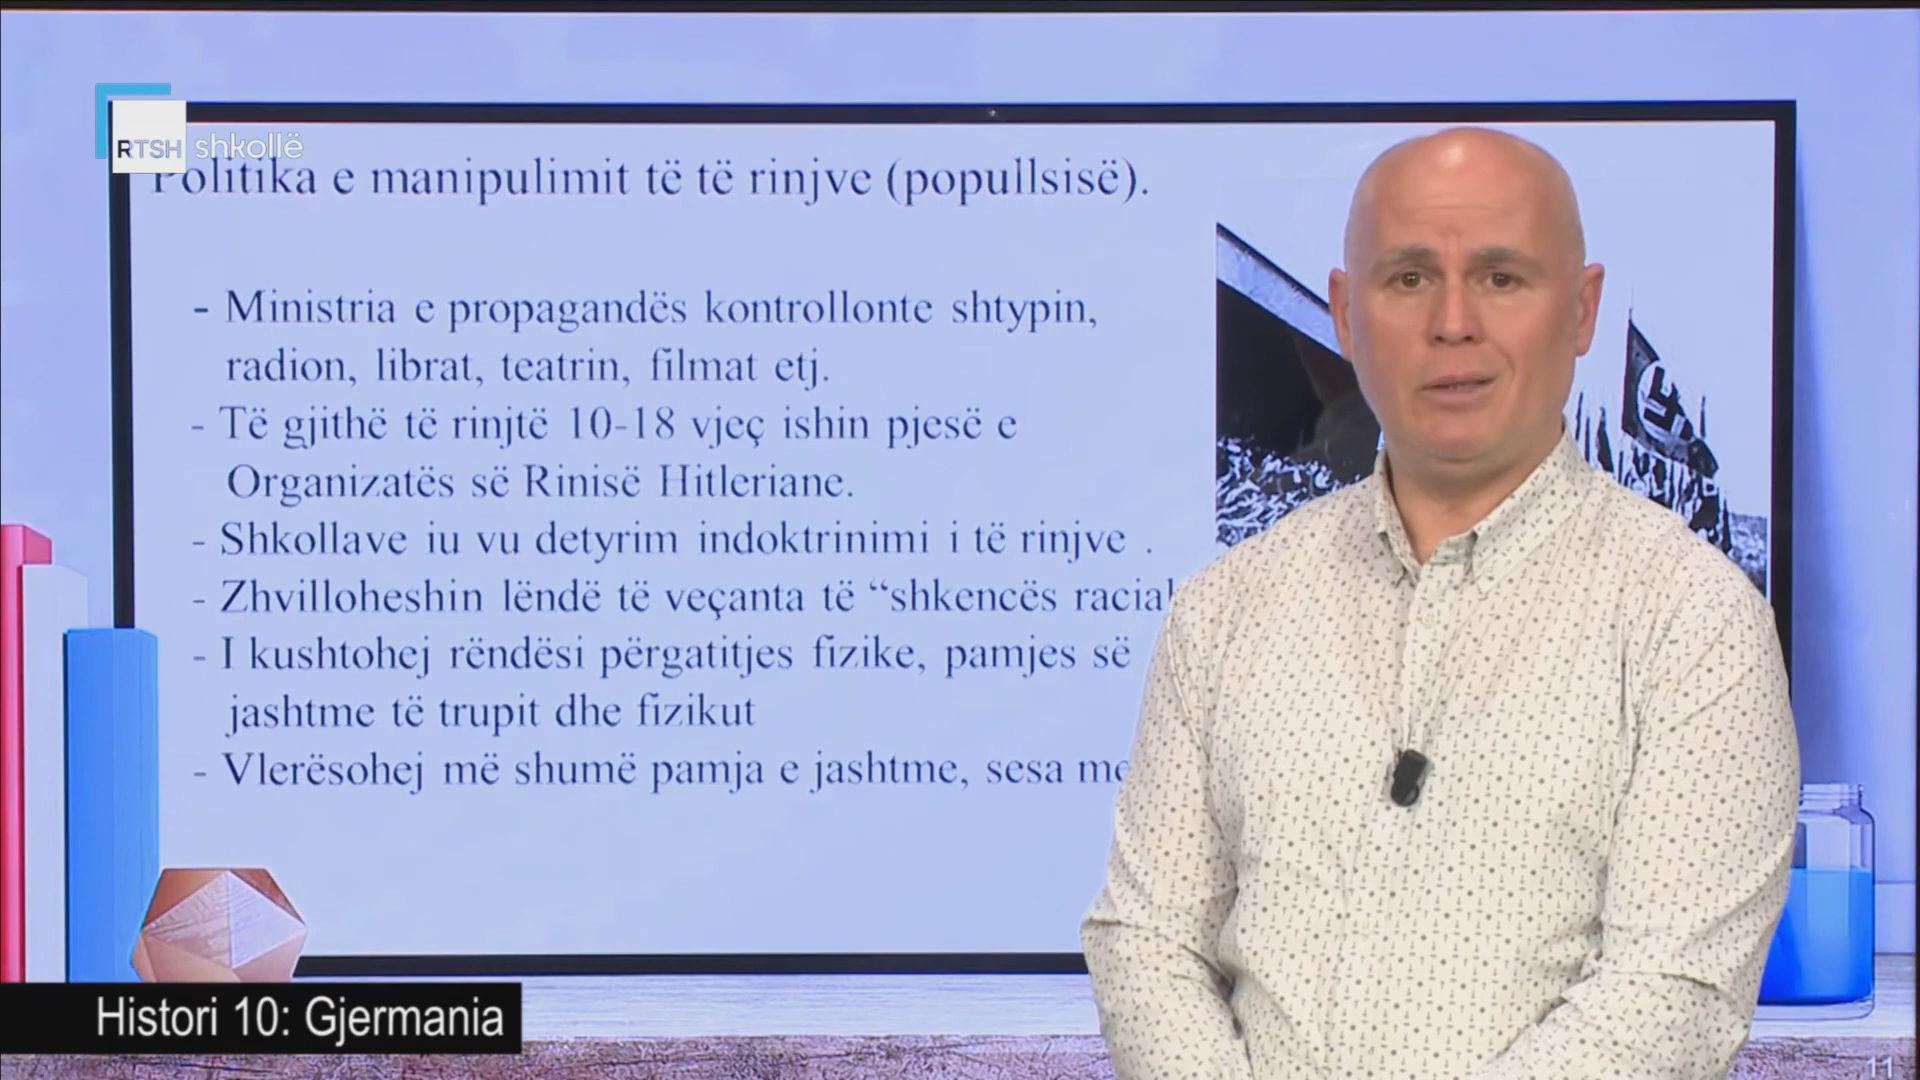 RTSH shkollë
Politika e manipulimit të të rinjve (popullsisë).
- Ministria e propagandës kontrollonte shtypin,
radion, librat, teatrin, filmat etj.
- Të gjithë të rinjtë 10-18 vjeç ishin pjesë e
Organizatës së Rinisë Hitleriane.
- Shkollave iu vu detyrim indoktrinimi i të rinjve .
- Zhvilloheshin lëndë të veçanta të “shkencës
- I kushtohej rëndësi përgatitjes fizike, pamjes së
jashtme të trupit dhe fizikut
- Vlerësohej më shumë pamja e jashtme, sesa
Histori 10: Gjermania
11